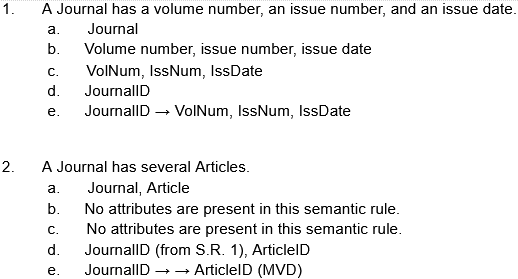 1. A Journal has a volume number, an issue number, and an issue date.
a. Journal
b. Volume number, issue number, issue date
c. VolNum, IssNum, IssDate
d. JournalID
e. JournalID → VolNum, IssNum, IssDate
2. A Journal has several Articles.
a. Journal, Article
b. No attributes are present in this semantic rule.
c. No attributes are present in this semantic rule.
d. JournalID (from S.R. 1), ArticleID
e. JournalID → → ArticleID (MVD)